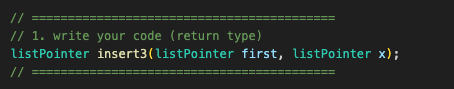 // ==========================================
// 1. write your code (return type)
listPointer insert3(listPointer first, listPointer x);
// ==========================================